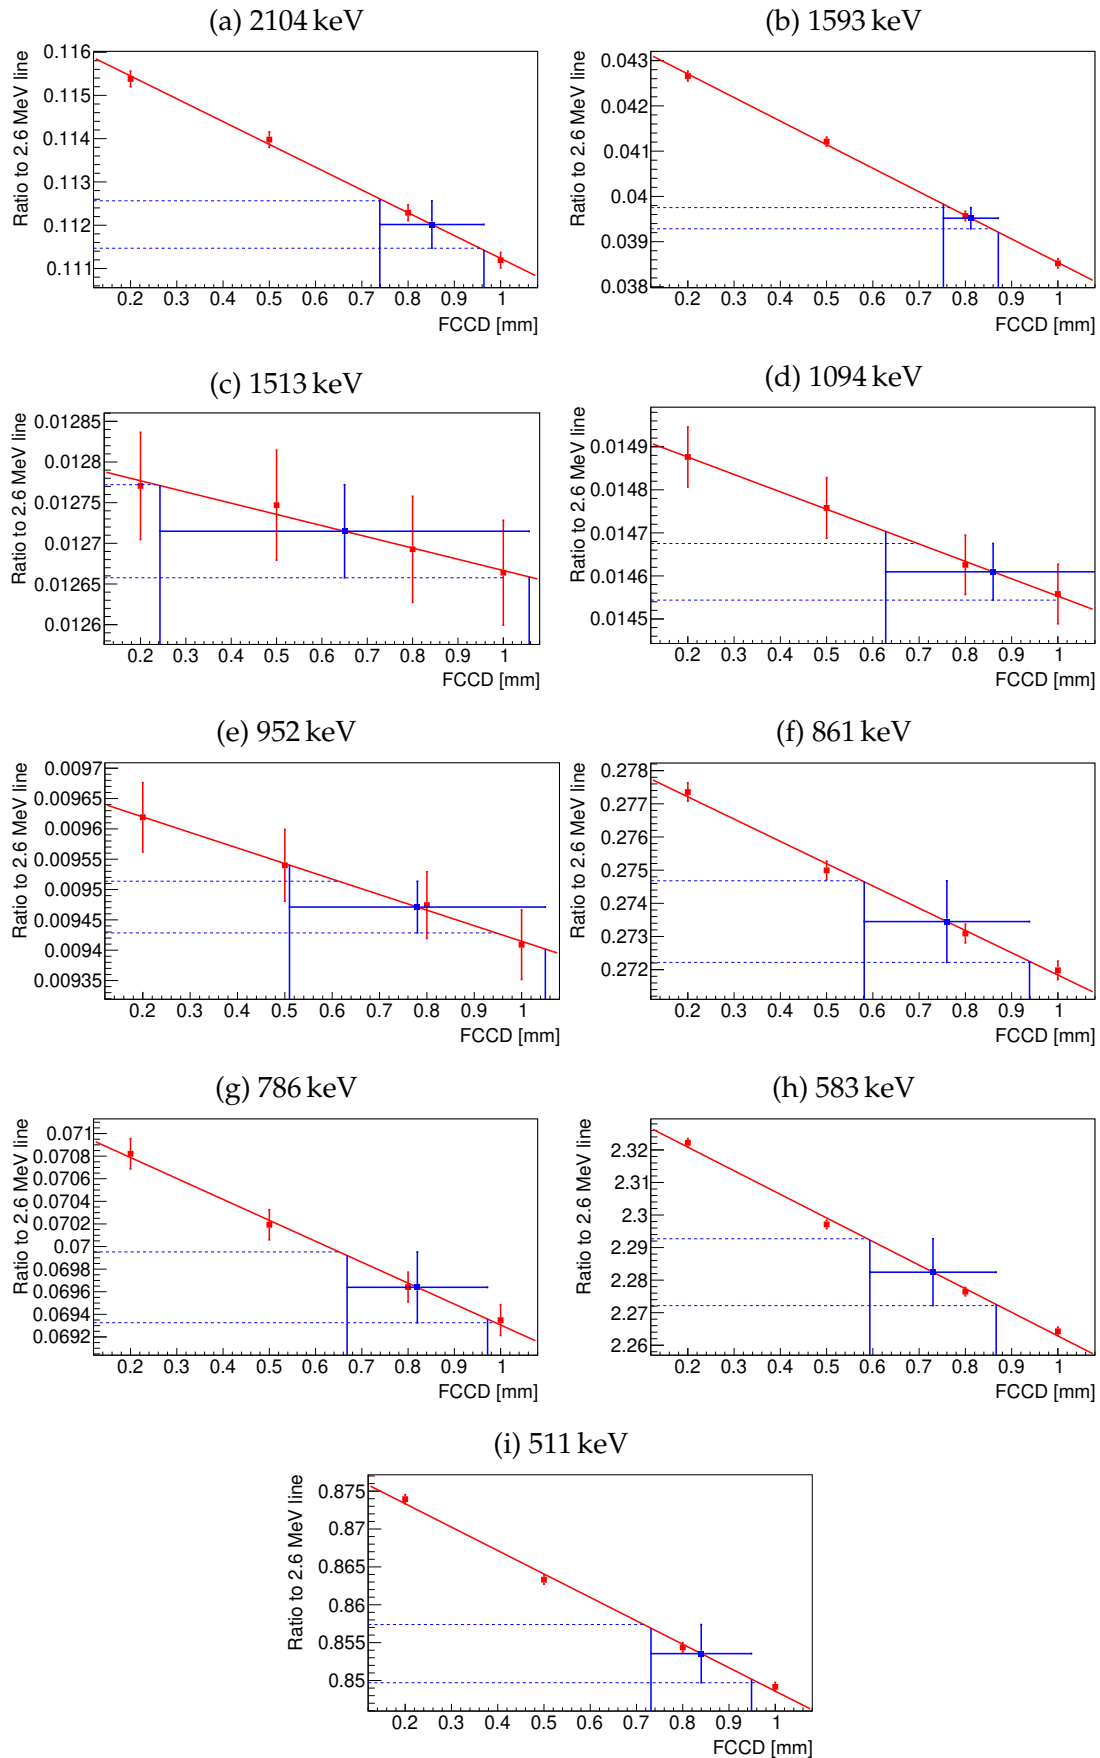 (a) 2104 keV
Ratio to 2.6 MeV line
0.116
0.115
0.114
0.113
0.112
0.111
0.2 0.3 0.4 0.5 0.6 0.7 0.8 0.9 1
FCCD [mm]
(b) 1593 keV
Ratio to 2.6 MeV line
0.043
0.042
0.041
0.04
0.039
0.038
0.2 0.3 0.4 0.5 0.6 0.7 0.8 0.9 1
FCCD [mm]
(c) 1513 keV
Ratio to 2.6 MeV line
0.01285
0.0128
0.01275
0.0127
0.01265
0.0126
0.2 0.3 0.4 0.5 0.6 0.7 0.8 0.9 1
FCCD [mm]
(d) 1094 keV
Ratio to 2.6 MeV line
0.0149
0.0148
0.0147
0.0146
0.0145
0.2 0.3 0.4 0.5 0.6 0.7 0.8 0.9 1
FCCD [mm]
(e) 952 keV
Ratio to 2.6 MeV line
0.0097
0.00965
0.0096
0.00955
0.0095
0.00945
0.0094
0.00935
0.2 0.3 0.4 0.5 0.6 0.7 0.8 0.9 1
FCCD [mm]
(f) 861 keV
Ratio to 2.6 MeV line
0.278
0.277
0.276
0.275
0.274
0.273
0.272
0.2 0.3 0.4 0.5 0.6 0.7 0.8 0.9 1
FCCD [mm]
(g) 786 keV
Ratio to 2.6 MeV line
0.071
0.0708
0.0706
0.0704
0.0702
0.07
0.0698
0.0696
0.0694
0.0692
0.2 0.3 0.4 0.5 0.6 0.7 0.8 0.9 1
FCCD [mm]
(h) 583 keV
Ratio to 2.6 MeV line
2.32
2.31
2.3
2.29
2.28
2.27
2.26
0.2 0.3 0.4 0.5 0.6 0.7 0.8 0.9 1
FCCD [mm]
(i) 511 keV
Ratio to 2.6 MeV line
0.875
0.87
0.865
0.86
0.855
0.85
0.2 0.3 0.4 0.5 0.6 0.7 0.8 0.9 1
FCCD [mm]